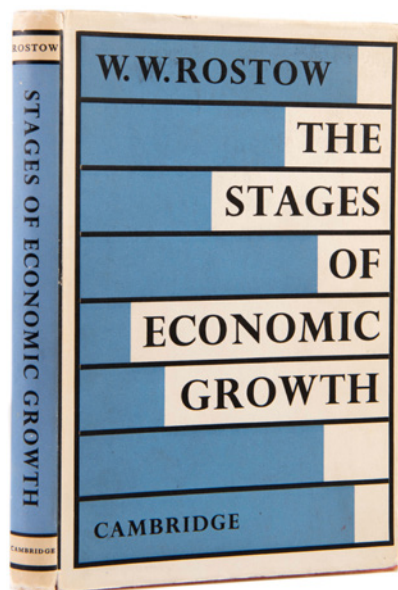 ROSTOW
STAGES OF ECONOMIC GROWTH
CAMBRIDGE
W. W. ROSTOW
THE
STAGES
OF
ECONOMIC
GROWTH
CAMBRIDGE